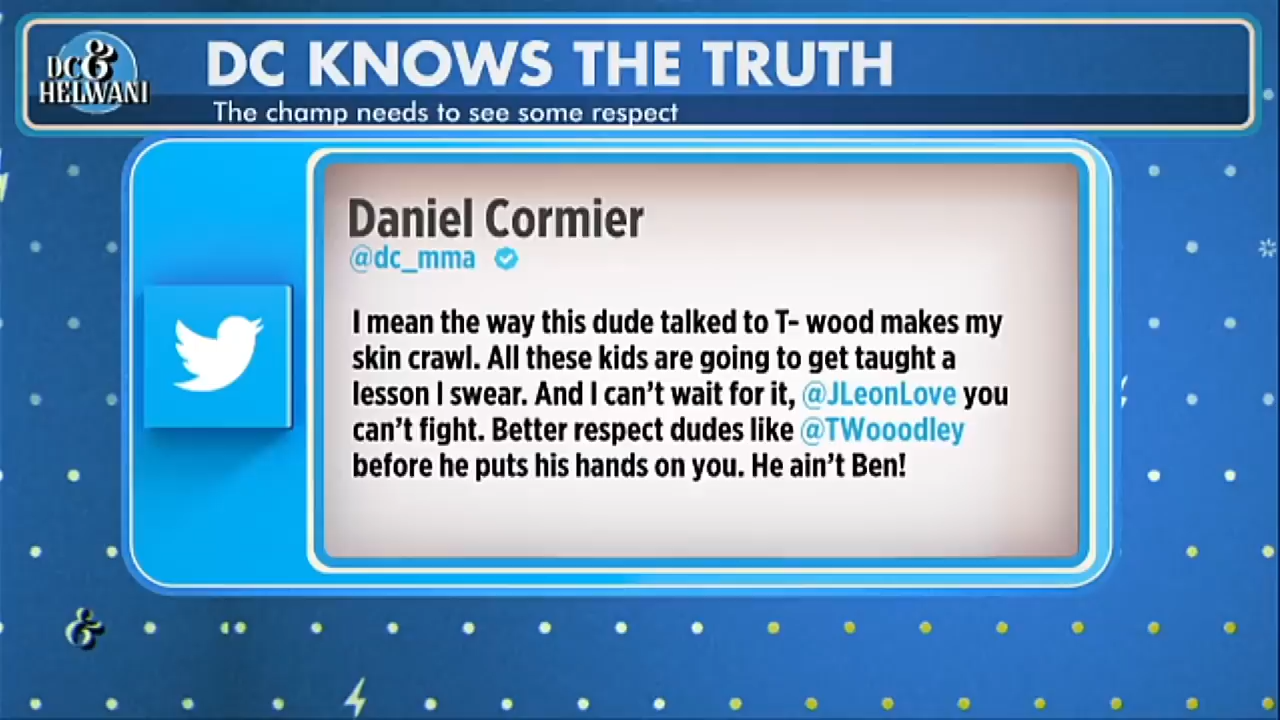 DC & HELWANI
DC KNOWS THE TRUTH
The champ needs to see some respect
Daniel Cormier
@dc_mma
I mean the way this dude talked to T- wood makes my
skin crawl. All these kids are going to get taught a
lesson I swear. And I can't wait for it, @JLeonLove you
can't fight. Better respect dudes like @TWooodley
before he puts his hands on you. He ain't Ben!
&